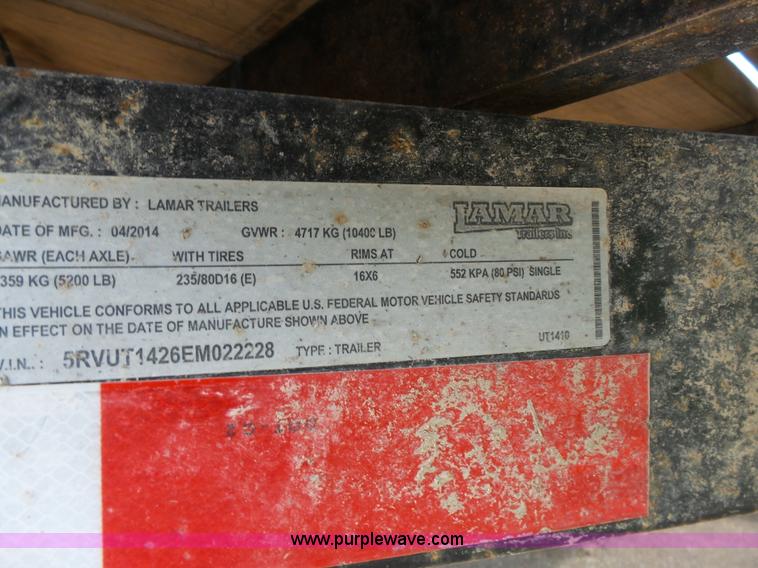 MANUFACTURED BY : LAMAR TRAILERS
LAMAR
Trailers Inc
DATE OF MFG. : 04/2014 GVWR : 4717 KG (10400 LB)
GAWR (EACH AXLE) WITH TIRES RIMS AT COLD
359 KG (5200 LB) 235/80D16 (E) 16X6 552 KPA (80 PSI) SINGLE
THIS VEHICLE CONFORMS TO ALL APPLICABLE U.S. FEDERAL MOTOR VEHICLE SAFETY STANDARDS
IN EFFECT ON THE DATE OF MANUFACTURE SHOWN ABOVE
V.I.N.. : 5RVUT1426EM022228 TYPE : TRAILER
www.purplewave.com